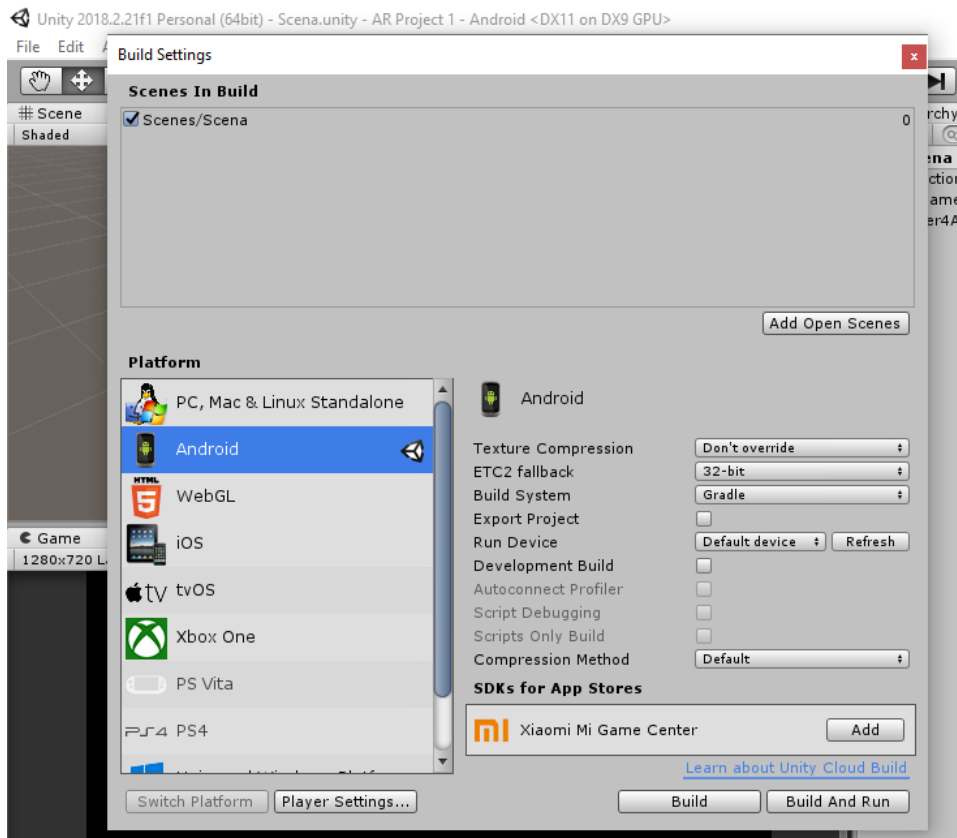 Unity 2018.2.21f1 Personal (64bit) - Scena.unity - AR Project 1 - Android <DX11 on DX9 GPU>
File Edit
Build Settings
x
Scenes In Build
# Scene
Shaded
Scenes/Scena 0
Add Open Scenes
Platform
PC, Mac & Linux Standalone
Android
HTML
5
WebGL
iOS
tv tvOS
Xbox One
PS Vita
PS4 PS4
Android
Texture Compression Don't override
ETC2 fallback 32-bit
Build System Gradle
Export Project
Run Device Default device Refresh
Development Build
Autoconnect Profiler
Script Debugging
Scripts Only Build
Compression Method Default
SDKs for App Stores
mi Xiaomi Mi Game Center Add
Learn about Unity Cloud Build
Switch Platform Player Settings... Build Build And Run
Game
1280x720